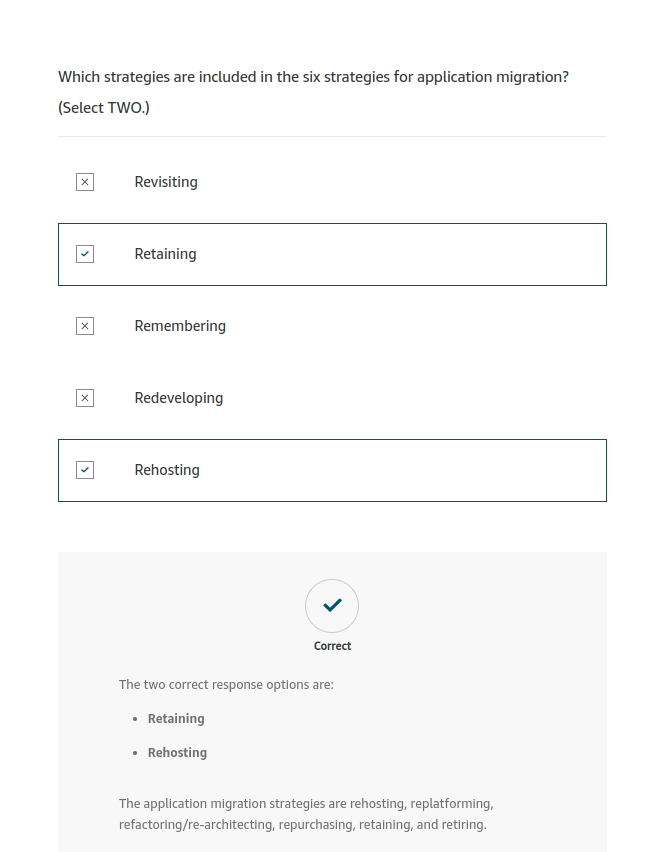 Which strategies are included in the six strategies for application migration?
(Select TWO.)
Revisiting
Retaining
Remembering
Redeveloping
Rehosting
Correct
The two correct response options are:
• Retaining
• Rehosting
The application migration strategies are rehosting, replatforming,
refactoring/re-architecting, repurchasing, retaining, and retiring.